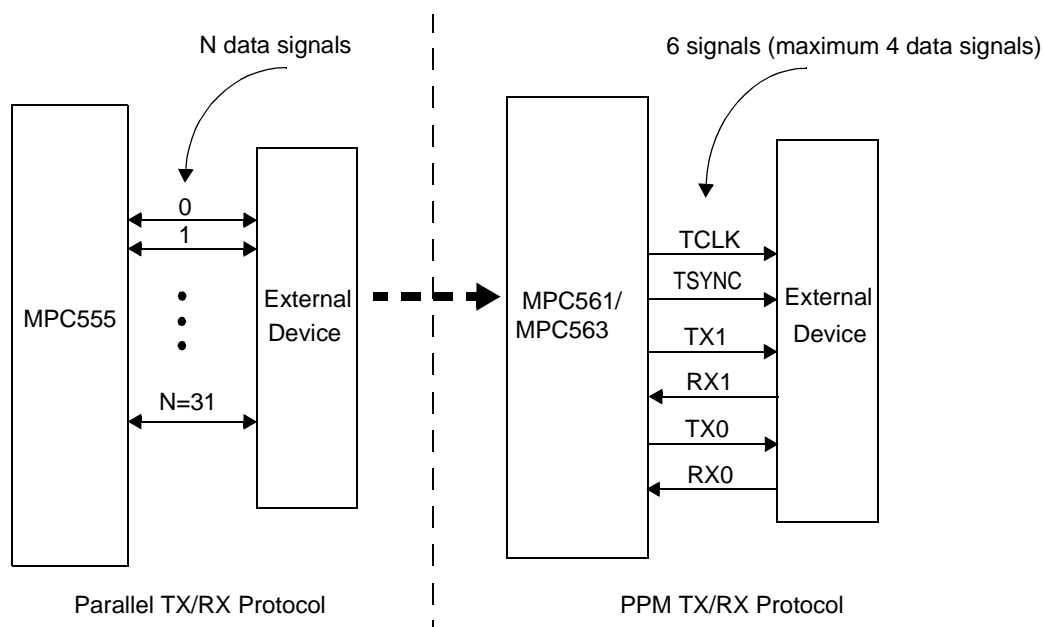 N data signals
0
1
MPC555
External
Device
N=31
Parallel TX/RX Protocol
6 signals (maximum 4 data signals)
TCLK
TSYNC
MPC561/
MPC563
TX1
RX1
TX0
RX0
External
Device
PPM TX/RX Protocol